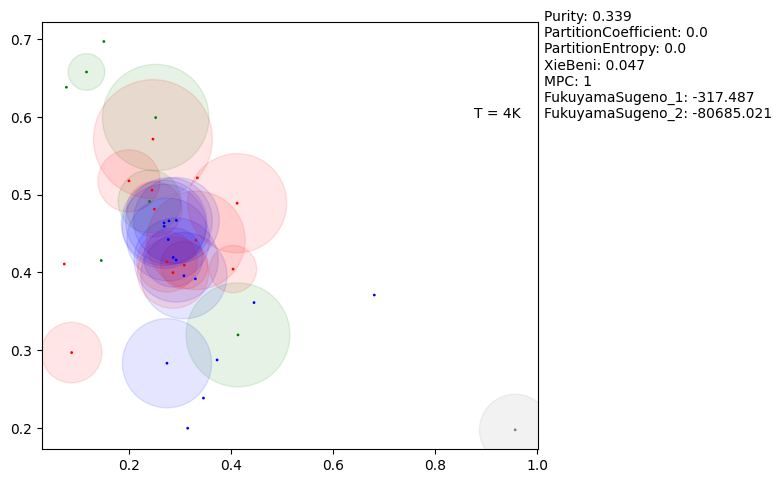 Purity: 0.339
PartitionCoefficient: 0.0
PartitionEntropy: 0.0
XieBeni: 0.047
MPC: 1
FukuyamaSugeno_1: -317.487
FukuyamaSugeno_2: -80685.021
T = 4K
0.7
0.6
0.5
0.4
0.3
0.2
0.2 0.4 0.6 0.8 1.0